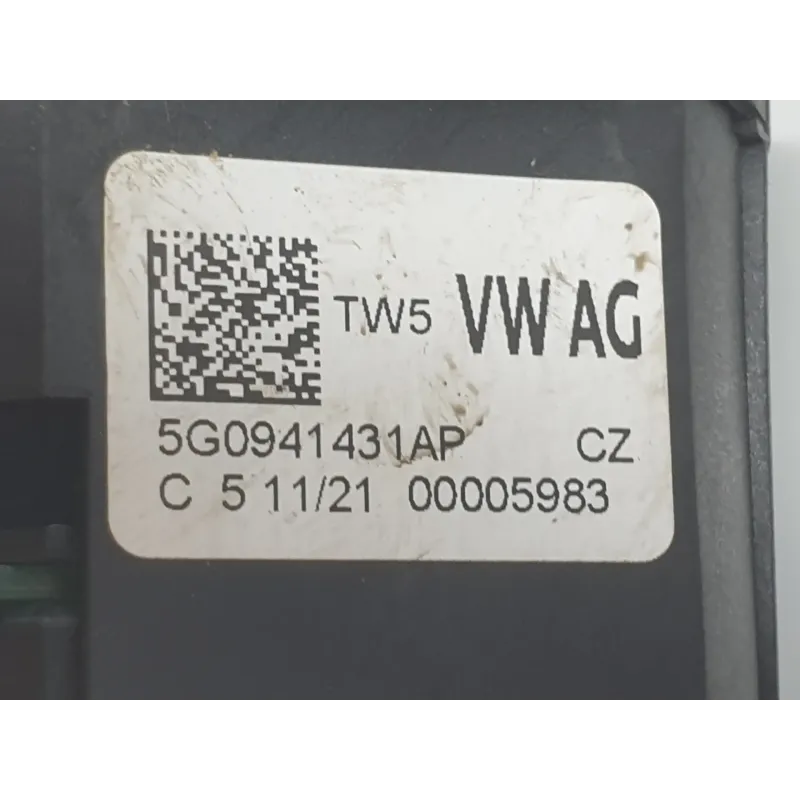 TW5 VW AG
5G0941431AP CZ
C 5 11/21 00005983